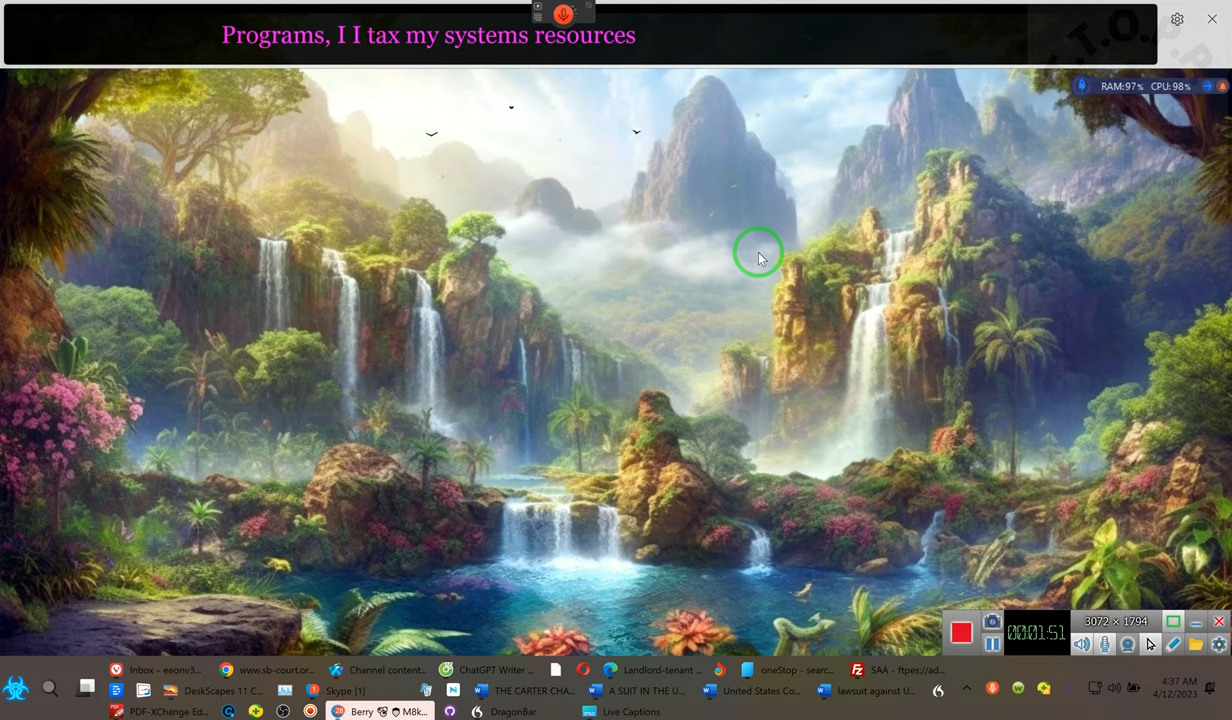 Programs, I I tax my systems resources
RAM:97% CPU:98%
3072 × 1794
00:01:51
Inbox - eeonv3... www.sb-court.or... Channel content... ChatGPT Writer ... Landlord-tenant ... oneStop - searc... SAA - ftpes://ad...
DeskScapes 11 C... Skype [1] THE CARTER CHA... A SUIT IN THE U... United States Co... lawsuit against U... 4:37 AM
4/12/2023
PDF-XChange Ed... 28 Berry M8k... DragonBar Live Captions